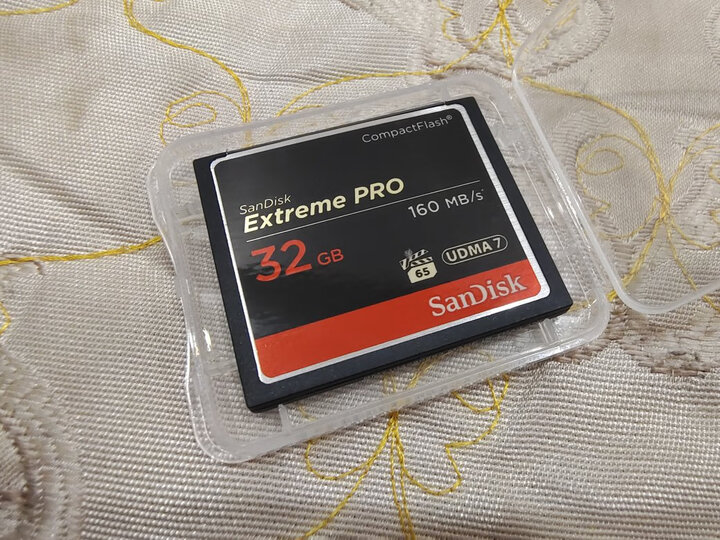 CompactFlash®
SanDisk
Extreme PRO
160 MB/s*
32 GB
65
UDMA 7
SanDisk